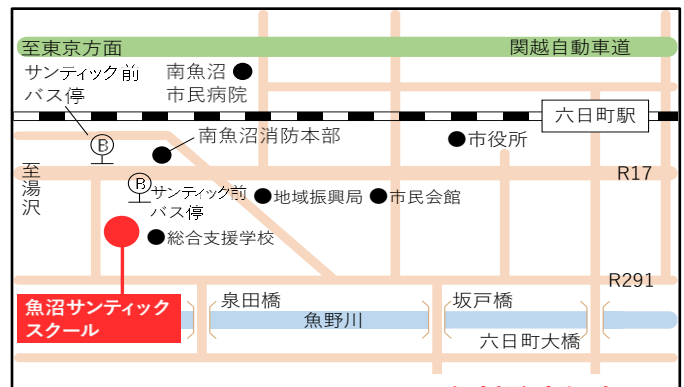 至東京方面
関越自動車道
サンティック前
バス停
南魚沼
市民病院
六日町駅
B
南魚沼消防本部
市役所
至湯沢
R17
B
サンティック前
バス停
地域振興局
市民会館
総合支援学校
R291
魚沼サンティック
スクール
泉田橋
坂戸橋
魚野川
六日町大橋